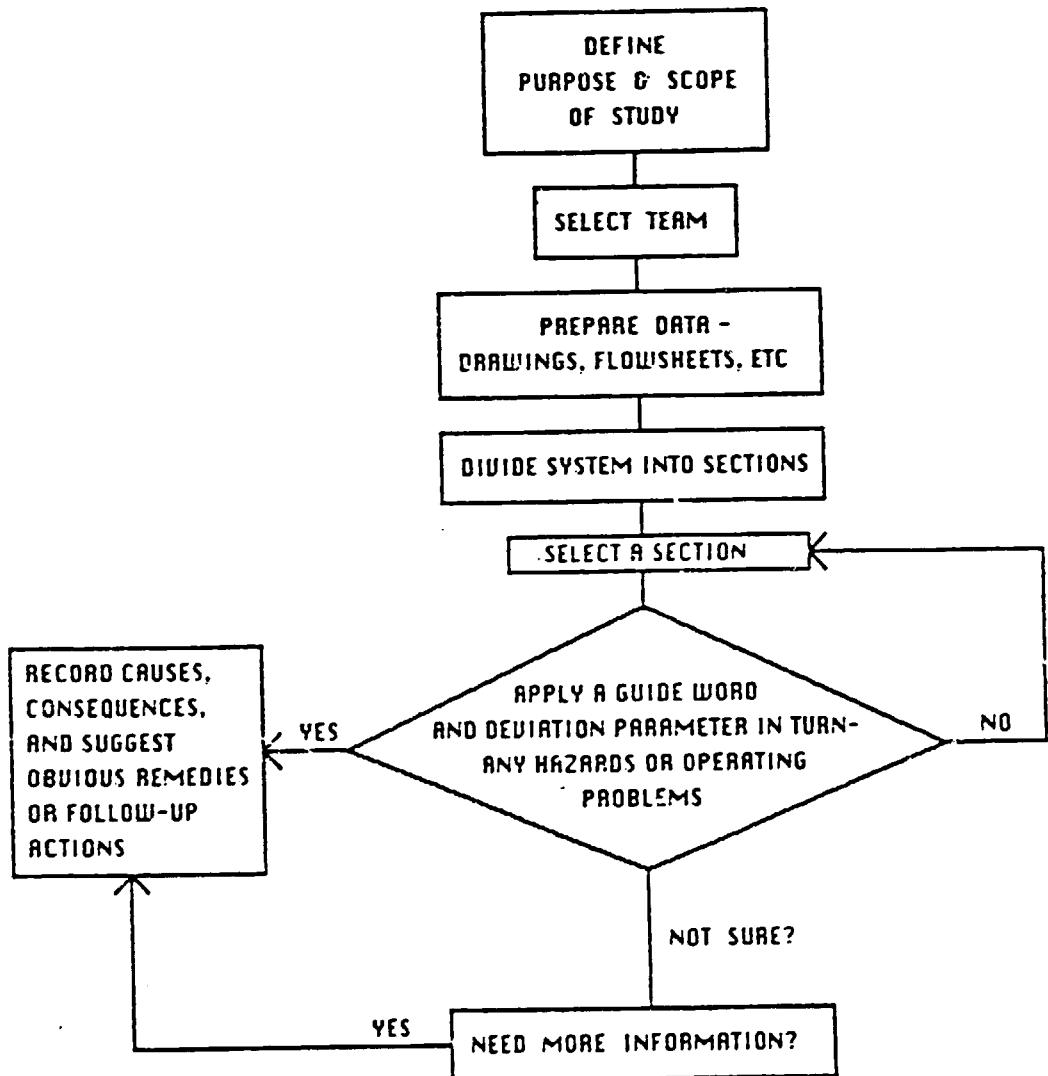 DEFINE
PURPOSE & SCOPE
OF STUDY
SELECT TEAM
PREPARE DATA -
DRAWINGS, FLOWSHEETS, ETC
DIVIDE SYSTEM INTO SECTIONS
SELECT A SECTION
RECORD CAUSES,
CONSEQUENCES,
AND SUGGEST
OBVIOUS REMEDIES
OR FOLLOW-UP
ACTIONS
YES
APPLY A GUIDE WORD
AND DEVIATION PARAMETER IN TURN-
ANY HAZARDS OR OPERATING
PROBLEMS
NO
NOT SURE?
YES
NEED MORE INFORMATION?